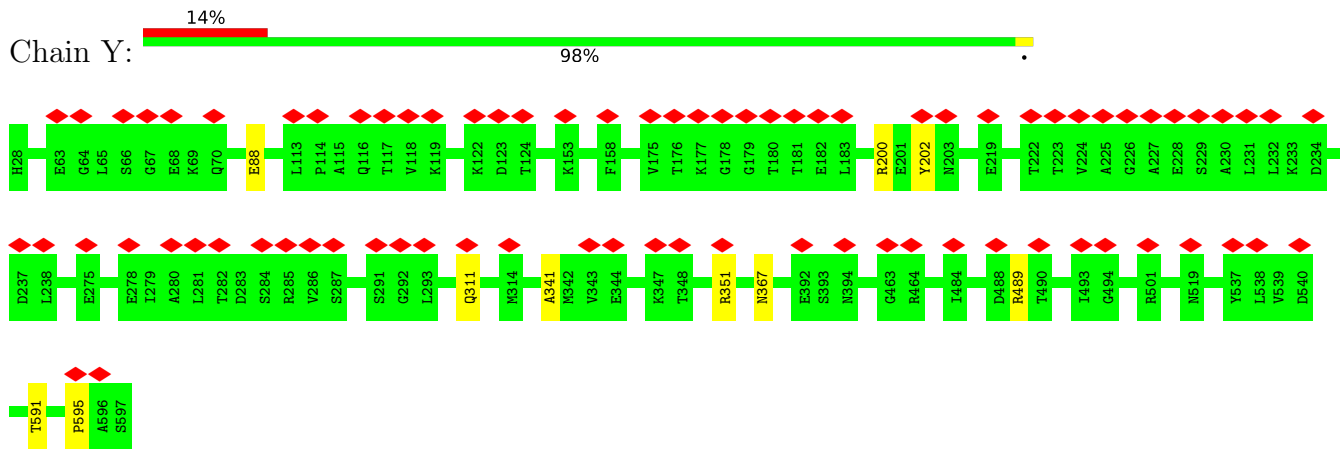 14%
Chain Y:
98%
.
H28 E63 G64 L65 S66 G67 E68 K69 Q70 E88 L113 P114 A115 Q116 T117 V118 K119 K122 D123 T124 K153 F158 V175 T176 K177 G178 G179 T180 T181 E182 L183 R200 E201 Y202 N203 E219 T222 T223 V224 A225 G226 A227 E228 S229 A230 L231 L232 K233 D234
D237 L238 E275 E278 I279 A280 L281 T282 D283 S284 R285 V286 S287 S291 G292 L293 Q311 M314 A341 M342 V343 E344 K347 T348 R351 N367 E392 S393 N394 G463 R464 I484 D488 R489 T490 I493 G494 R501 N519 Y537 L538 V539 D540
T591 P595 A596 S597